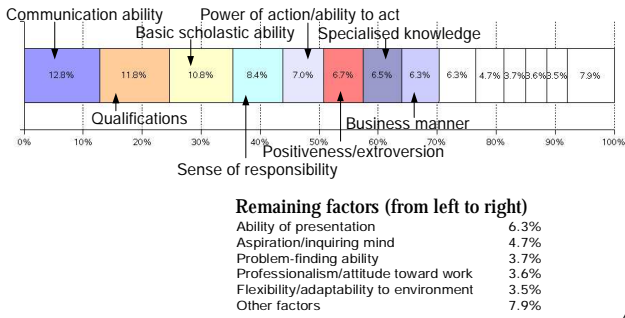 Communication ability
Power of action/ability to act
Basic scholastic ability
Specialised knowledge
12.8%
11.8%
10.8%
8.4%
7.0%
6.7%
6.5%
6.3%
6.3%
4.7%
3.7%
3.6%
3.5%
7.9%
Qualifications
Business manner
0%
10%
20%
30%
40%
50%
60%
70%
80%
90%
100%
Positiveness/extroversion
Sense of responsibility
Remaining factors (from left to right)
Ability of presentation 6.3%
Aspiration/inquiring mind 4.7%
Problem-finding ability 3.7%
Professionalism/attitude toward work 3.6%
Flexibility/adaptability to environment 3.5%
Other factors 7.9%